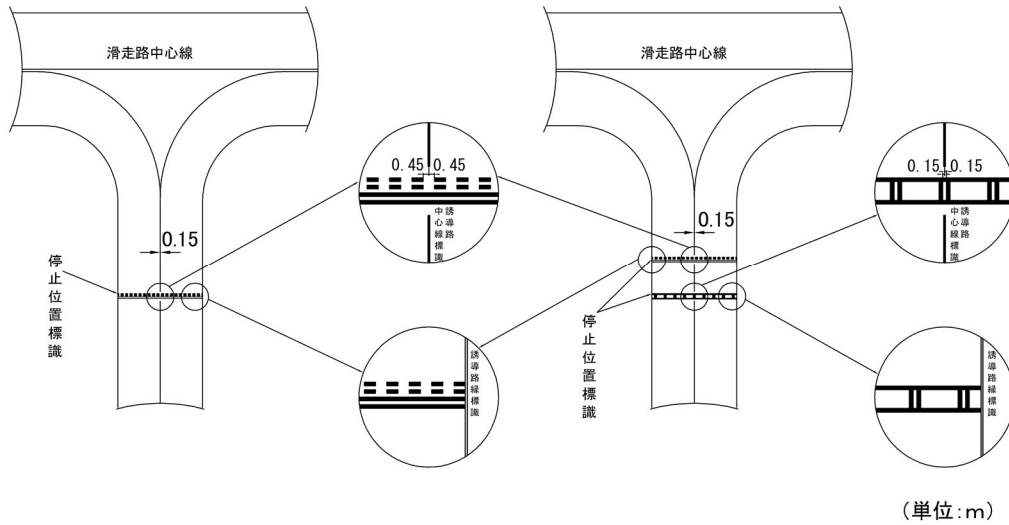 滑走路中心線
滑走路中心線
0.45 0.45
0.15 0.15
誘導路
中心線標識
誘導路
中心線標識
0.15
0.15
停止位置標識
停止位置標識
誘導路縁標識
誘導路縁標識
（単位:m）